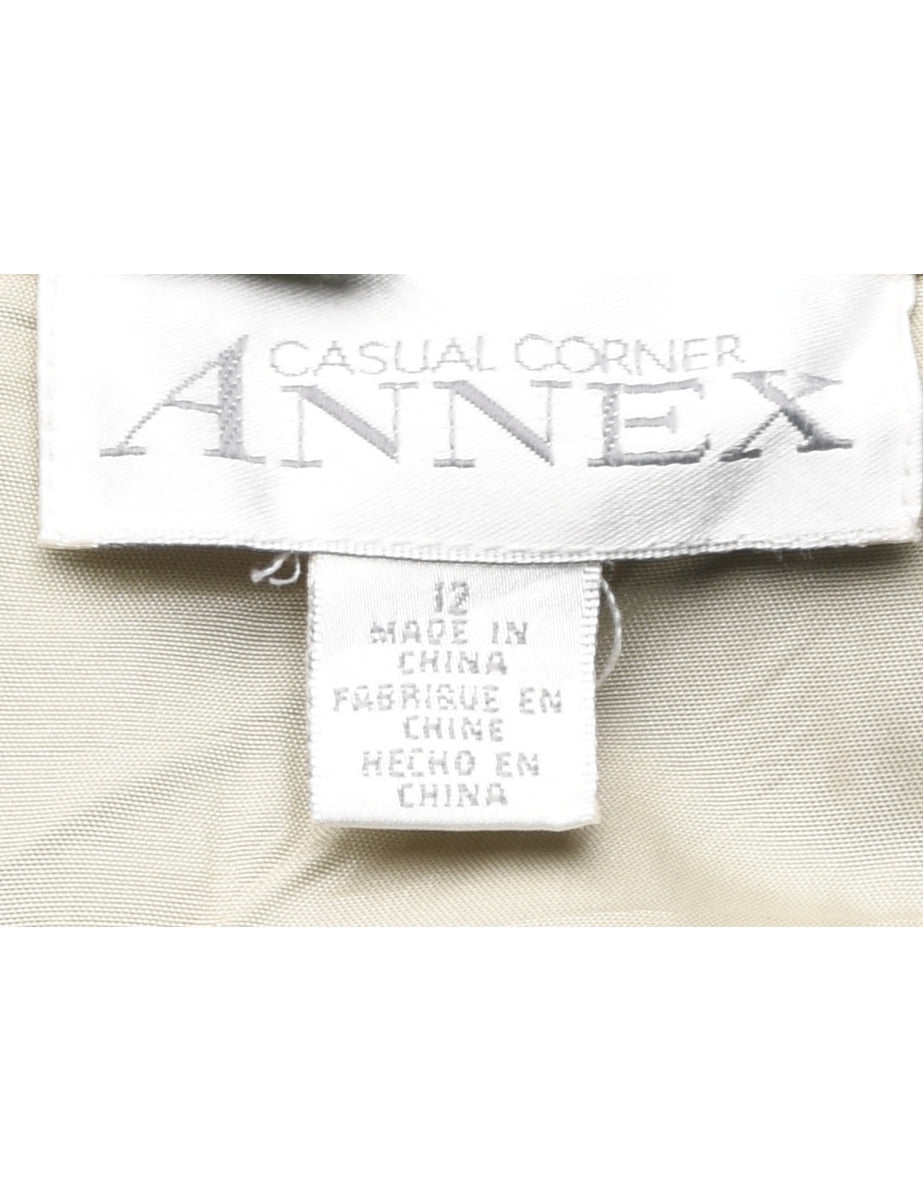 CASUAL CORNER
ANNEX
12
MADE IN
CHINA
FABRIQUE EN
CHINE
HECHO EN
CHINA